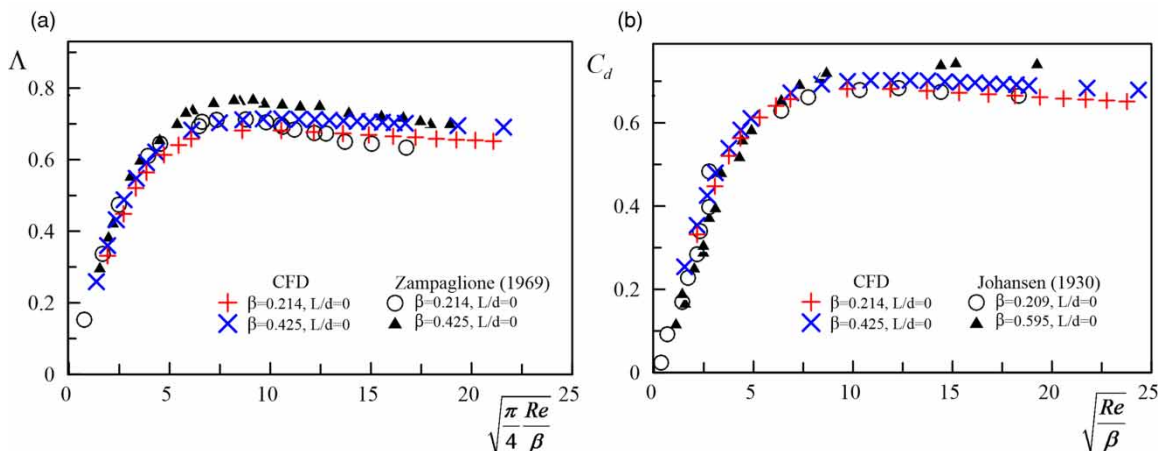 (a)
Λ
0.8
0.6
0.4
0.2
0
0 5 10 15 20 25
CFD Zampaglione (1969)
β=0.214, L/d=0 β=0.214, L/d=0
β=0.425, L/d=0 β=0.425, L/d=0
√(π/4 Re/β)
(b)
C_d
0.6
0.4
0.2
0
0 5 10 15 20 25
CFD Johansen (1930)
β=0.214, L/d=0 β=0.209, L/d=0
β=0.425, L/d=0 β=0.595, L/d=0
√(Re/β)